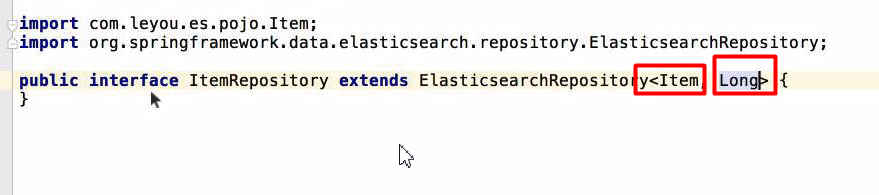 import com.leyou.es.pojo.Item;
import org.springframework.data.elasticsearch.repository.ElasticsearchRepository;
public interface ItemRepository extends ElasticsearchRepository<Item, Long> {
}